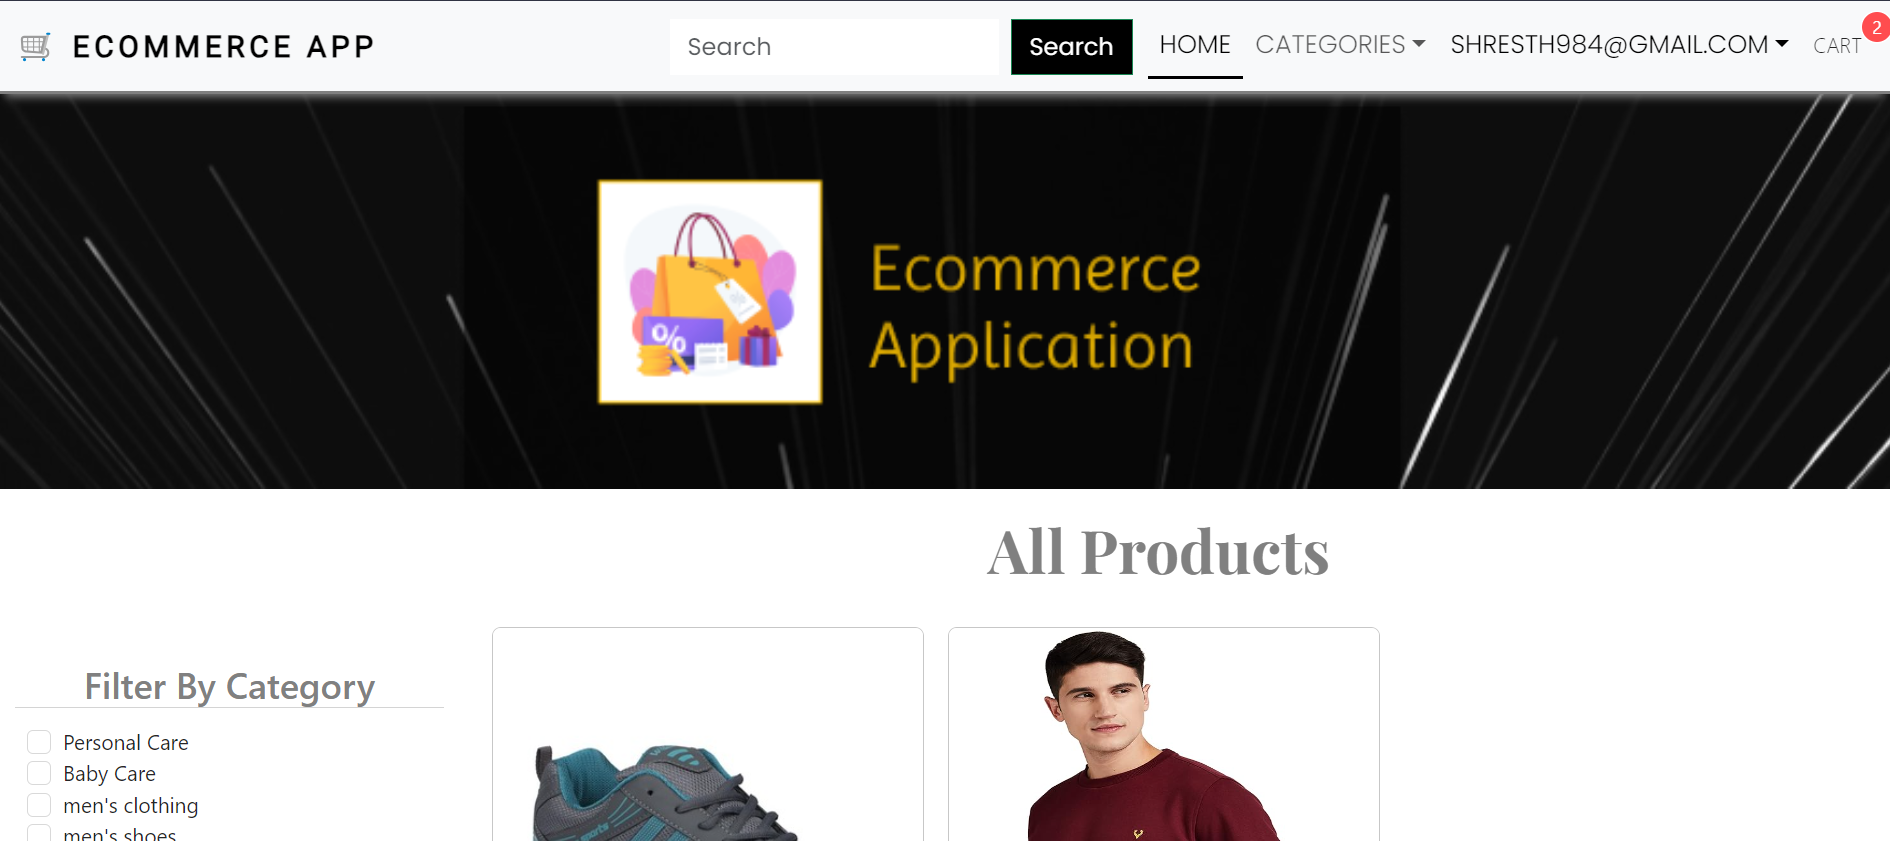 ECOMMERCE APP
Search
Search
HOME
CATEGORIES
SHRESTH984@GMAIL.COM
CART
2
%
Ecommerce
Application
All Products
Filter By Category
Personal Care
Baby Care
men's clothing
men's shoes
sports